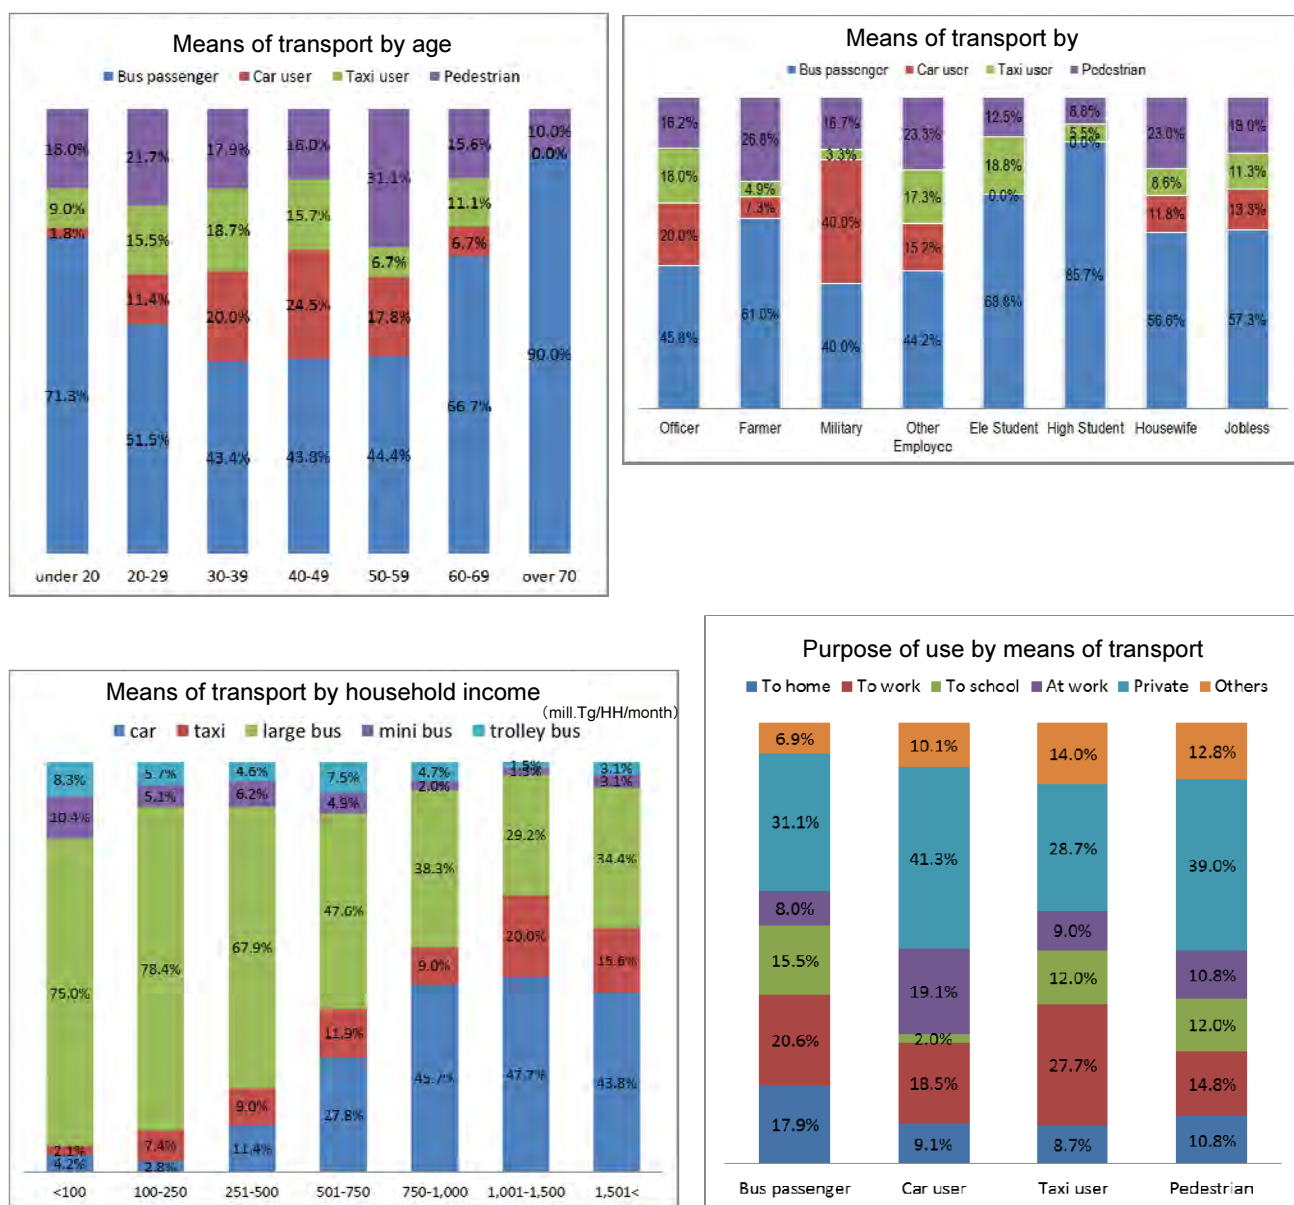 Means of transport by age
Bus passenger Car user Taxi user Pedestrian
18.0% 21.7% 17.9% 16.0% 31.1% 15.6% 10.0%
9.0% 15.5% 18.7% 15.7% 6.7% 11.1% 0.0%
1.8% 11.4% 20.0% 24.5% 17.8% 6.7%
71.3% 51.5% 43.4% 43.8% 44.4% 66.7% 90.0%
under 20 20-29 30-39 40-49 50-59 60-69 over 70
Means of transport by
Bus passenger Car user Taxi user Pedestrian
16.2% 26.8% 16.7% 23.3% 12.5% 8.8% 23.0% 19.0%
18.0% 4.9% 3.3% 17.3% 18.8% 5.5% 8.6% 11.3%
20.0% 7.3% 40.0% 15.2% 0.0% 0.0% 11.8% 13.3%
45.8% 61.0% 40.0% 44.2% 68.8% 85.7% 56.6% 57.3%
Officer Farmer Military Other Employee Ele Student High Student Housewife Jobless
Means of transport by household income
(mill.Tg/HH/month)
car taxi large bus mini bus trolley bus
8.3% 5.7% 4.6% 7.5% 4.7% 1.5% 3.1%
10.4% 5.1% 6.2% 4.9% 2.0% 1.5% 3.1%
75.0% 78.4% 67.9% 47.6% 38.3% 29.2% 34.4%
2.1% 7.4% 9.0% 11.9% 9.0% 20.0% 15.6%
4.2% 2.8% 11.4% 27.8% 45.7% 47.7% 43.8%
<100 100-250 251-500 501-750 750-1,000 1,001-1,500 1,501<
Purpose of use by means of transport
To home To work To school At work Private Others
6.9% 10.1% 14.0% 12.8%
31.1% 41.3% 28.7% 39.0%
8.0% 19.1% 9.0% 10.8%
15.5% 2.0% 12.0% 12.0%
20.6% 18.5% 27.7% 14.8%
17.9% 9.1% 8.7% 10.8%
Bus passenger Car user Taxi user Pedestrian